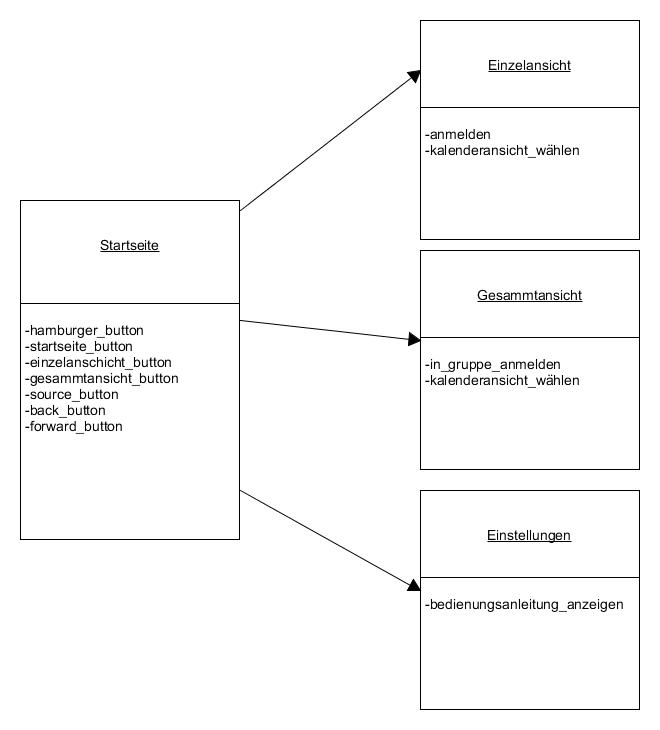 Startseite
-hamburger_button
-startseite_button
-einzelanschicht_button
-gesammtansicht_button
-source_button
-back_button
-forward_button
Einzelansicht
-anmelden
-kalenderansicht_wählen
Gesammtansicht
-in_gruppe_anmelden
-kalenderansicht_wählen
Einstellungen
-bedienungsanleitung_anzeigen